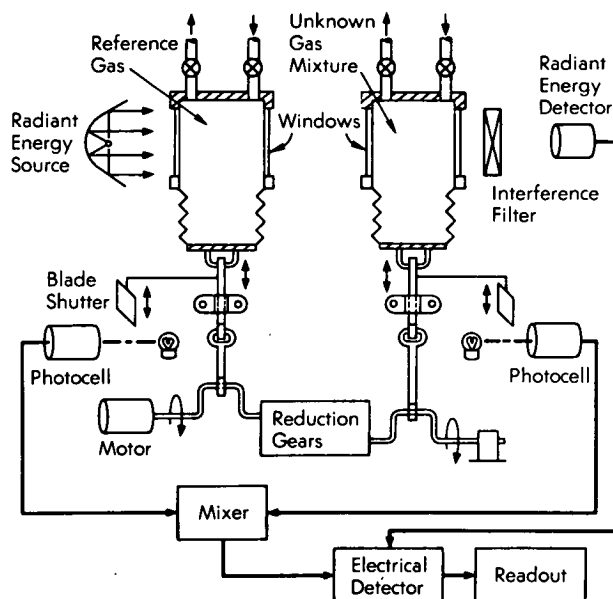 Reference
Gas
Unknown
Gas
Mixture
Radiant
Energy
Detector
Radiant
Energy
Source
Windows
Interference
Filter
Blade
Shutter
Photocell
Photocell
Motor
Reduction
Gears
Mixer
Electrical
Detector
Readout